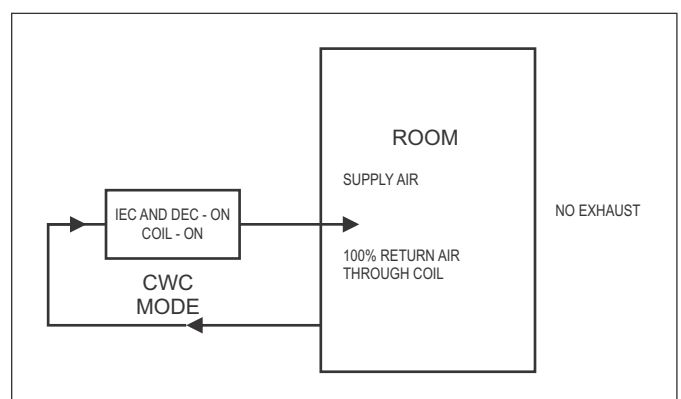 ROOM
SUPPLY AIR
IEC AND DEC - ON
COIL - ON
NO EXHAUST
100% RETURN AIR
THROUGH COIL
CWC
MODE